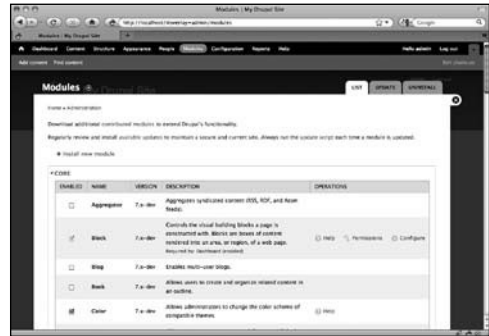 Modules | My Drupal Site
http://localhost/#overlay=admin/modules
Google
Modules | My Drupal Site
Dashboard Content Structure Appearance People Modules Configuration Reports Help Hello admin Log out
Add content Find content
Modules
LIST UPDATE UNINSTALL
Home » Administration
Download additional contributed modules to extend Drupal's functionality.
Regularly review and install available updates to maintain a secure and current site. Always run the update script each time a module is updated.
+ Install new module
CORE
ENABLED NAME VERSION DESCRIPTION OPERATIONS
Aggregator 7.x-dev Aggregates syndicated content (RSS, RDF, and Atom
feeds).
Block 7.x-dev Controls the visual building blocks a page is
constructed with. Blocks are boxes of content
rendered into an area, or region, of a web page.
Required by: Dashboard (enabled)
Help Permissions Configure
Blog 7.x-dev Enables multi-user blogs.
Book 7.x-dev Allows users to create and organize related content in
an outline.
Color 7.x-dev Allows administrators to change the color scheme of
compatible themes.
Help